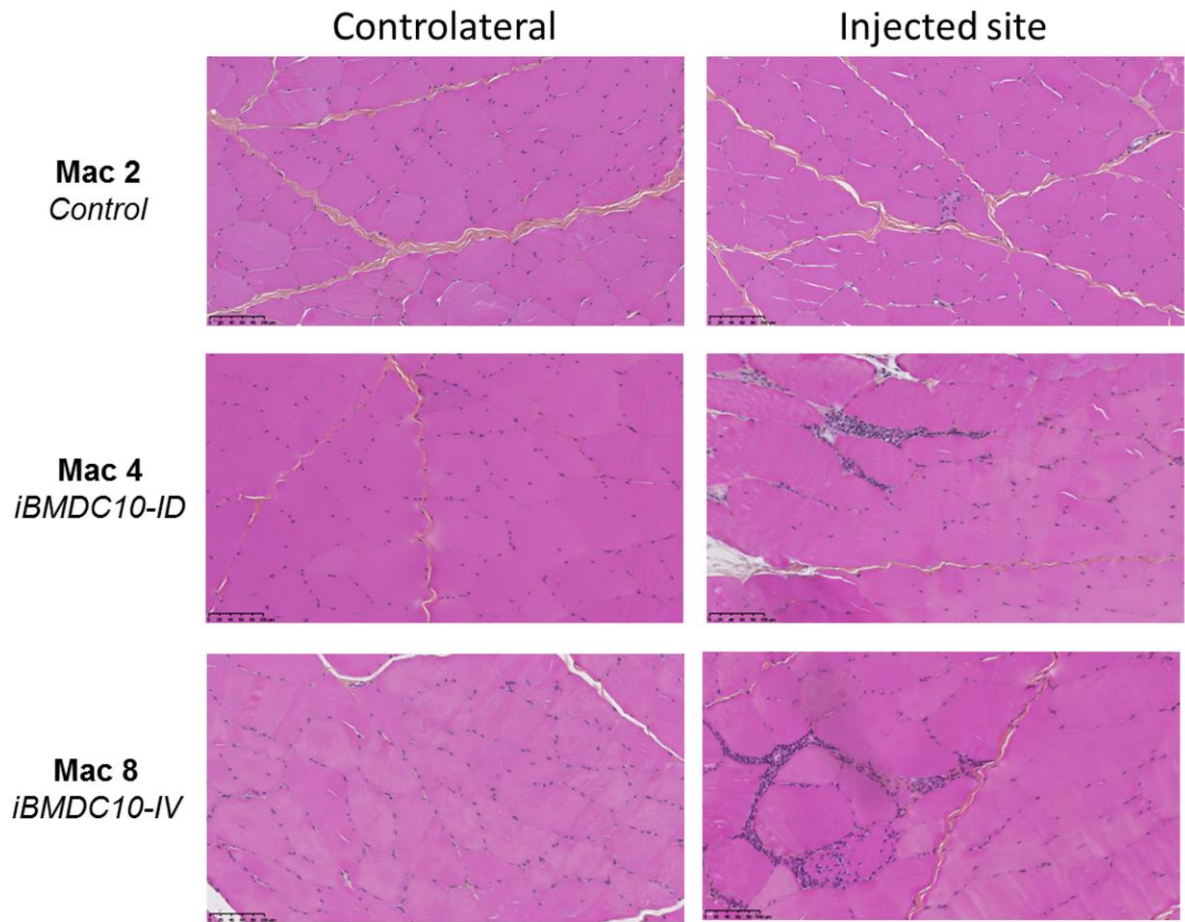 Controlateral Injected site
Mac 2
Control
Mac 4
iBMDC10-ID
Mac 8
iBMDC10-IV